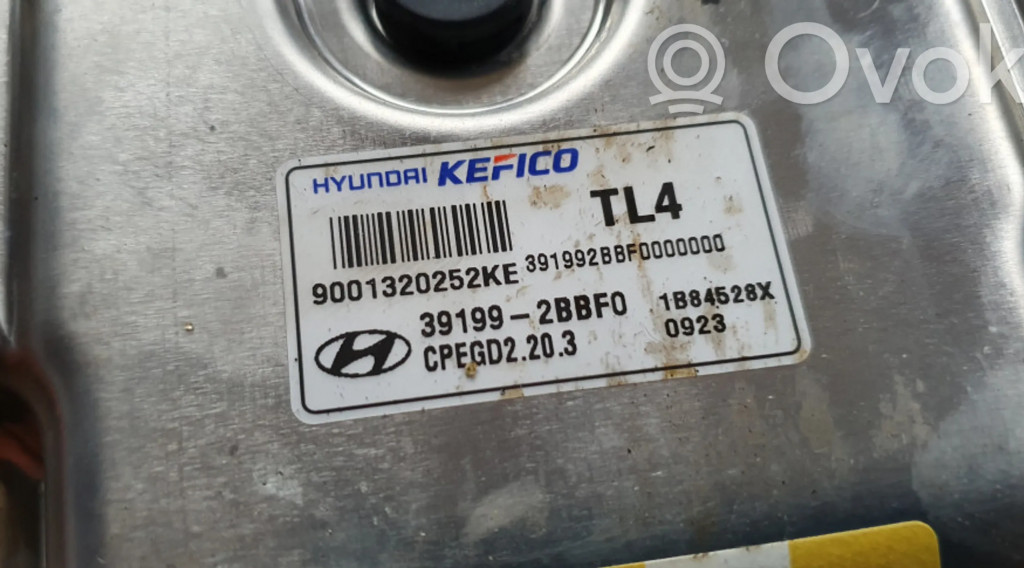 Ovok
HYUNDAI KEFICO
TL4
9001320252KE 391992BBF0000000
39199-2BBF0 1B84528X
CPEGD2.20.3 0923